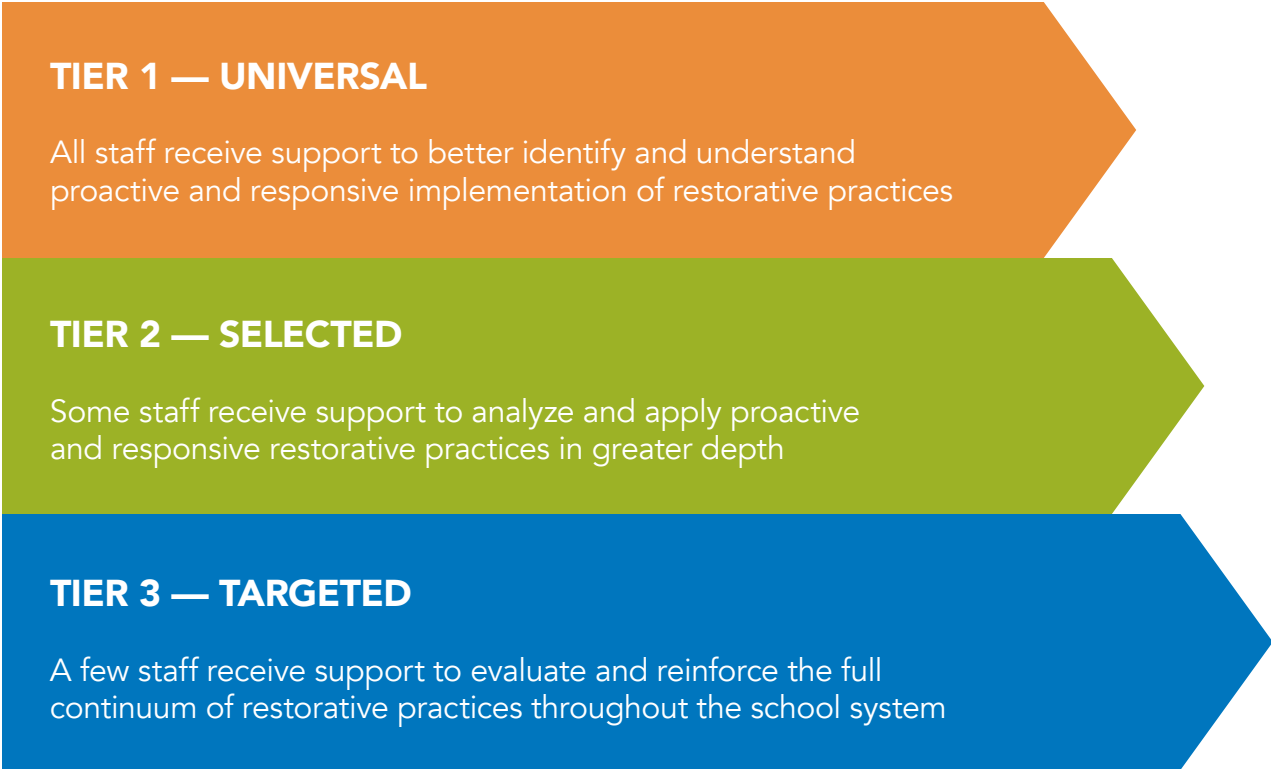 TIER 1 — UNIVERSAL
All staff receive support to better identify and understand
proactive and responsive implementation of restorative practices
TIER 2 — SELECTED
Some staff receive support to analyze and apply proactive
and responsive restorative practices in greater depth
TIER 3 — TARGETED
A few staff receive support to evaluate and reinforce the full
continuum of restorative practices throughout the school system